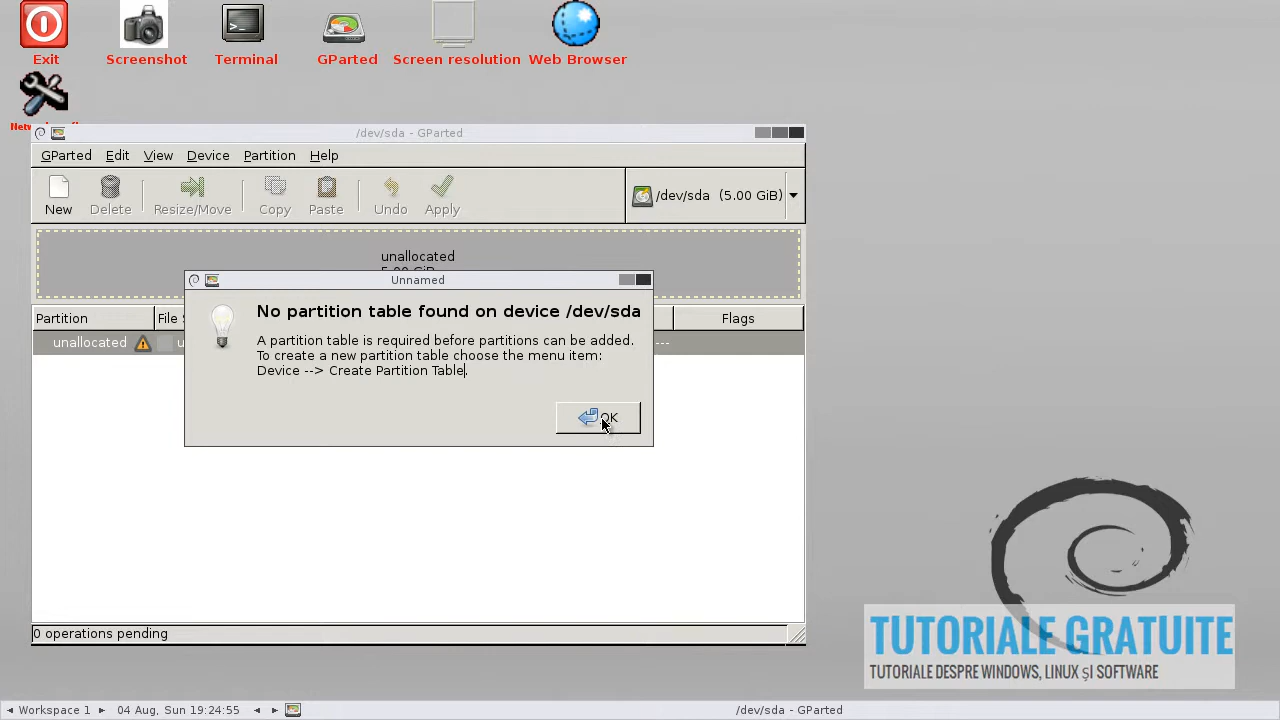 Exit
Screenshot
Terminal
GParted
Screen resolution
Web Browser
/dev/sda - GParted
GParted Edit View Device Partition Help
New
Delete
Resize/Move
Copy
Paste
Undo
Apply
/dev/sda (5.00 GiB)
unallocated
5.00 GiB
Unnamed
No partition table found on device /dev/sda
A partition table is required before partitions can be added.
To create a new partition table choose the menu item:
Device --> Create Partition Table.
OK
Partition
File
Flags
unallocated
---
0 operations pending
TUTORIALE GRATUITE
TUTORIALE DESPRE WINDOWS, LINUX ȘI SOFTWARE
Workspace 1
04 Aug, Sun 19:24:55
/dev/sda - GParted